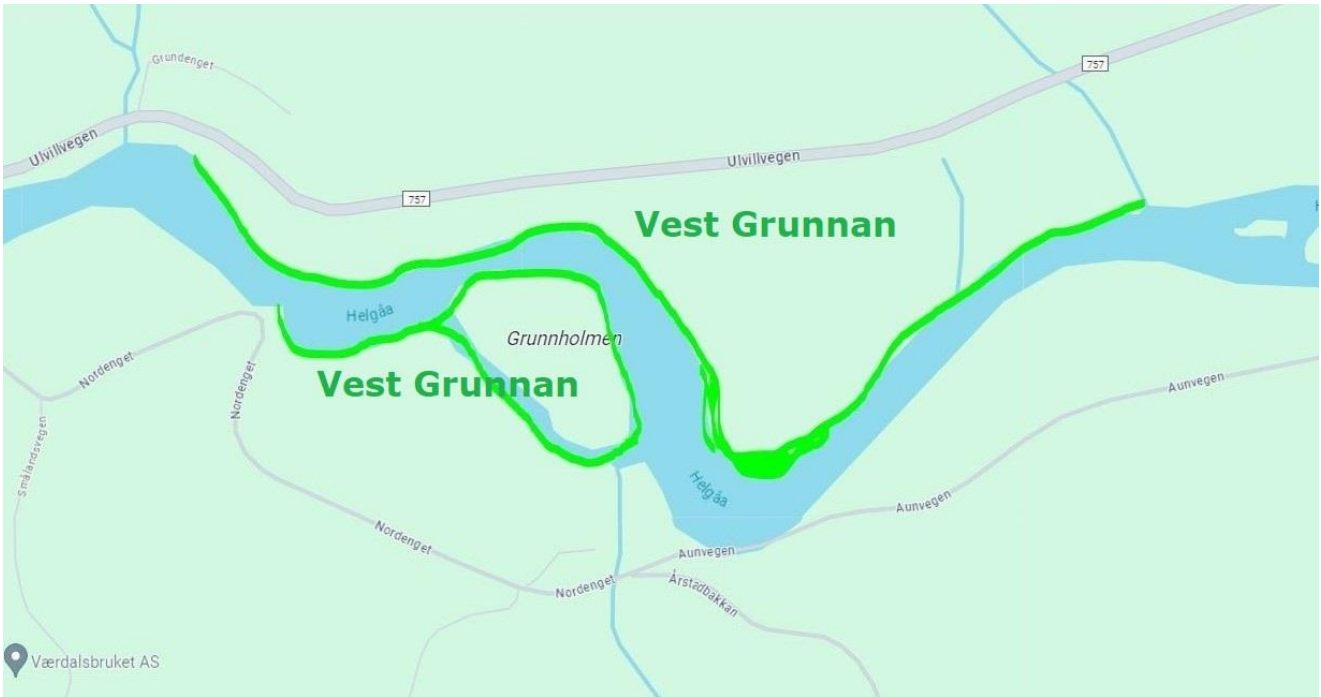 Grundenget
757
Ulvillvegen
Ulvillvegen
757
Vest Grunnan
Helgåa
Grunnholmen
Vest Grunnan
Nordenget
Nordenget
Aunvegen
Smålandsvegen
Helgåa
Aunvegen
Nordenget
Aunvegen
Nordenget
Årstadbakkan
Værdalsbruket AS